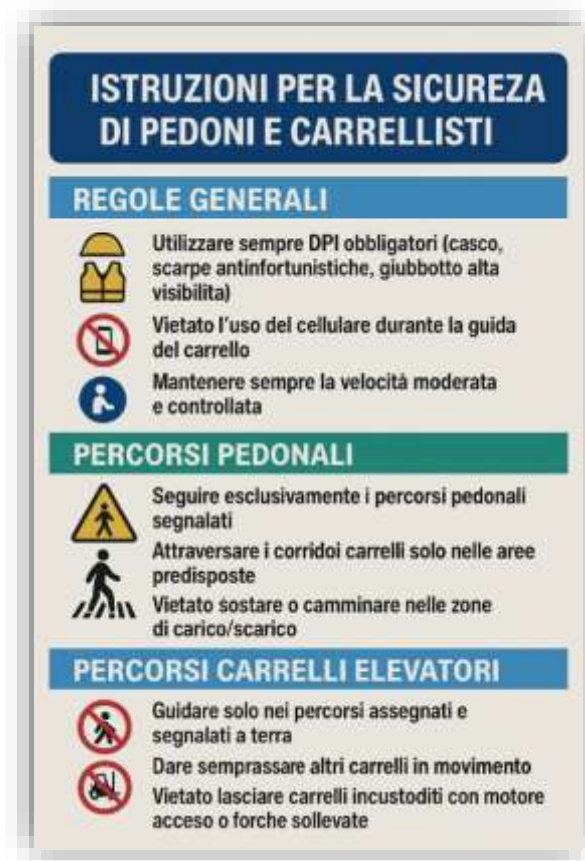 ISTRUZIONI PER LA SICUREZA
DI PEDONI E CARRELLISTI
REGOLE GENERALI
Utilizzare sempre DPI obbligatori (casco,
scarpe antinfortunistiche, giubbotto alta
visibilita)
Vietato l'uso del cellulare durante la guida
del carrello
Mantenere sempre la velocità moderata
e controllata
PERCORSI PEDONALI
Seguire esclusivamente i percorsi pedonali
segnalati
Attraversare i corridoi carrelli solo nelle aree
predisposte
Vietato sostare o camminare nelle zone
di carico/scarico
PERCORSI CARRELLI ELEVATORI
Guidare solo nei percorsi assegnati e
segnalati a terra
Dare semprassare altri carrelli in movimento
Vietato lasciare carrelli incustoditi con motore
acceso o forche sollevate